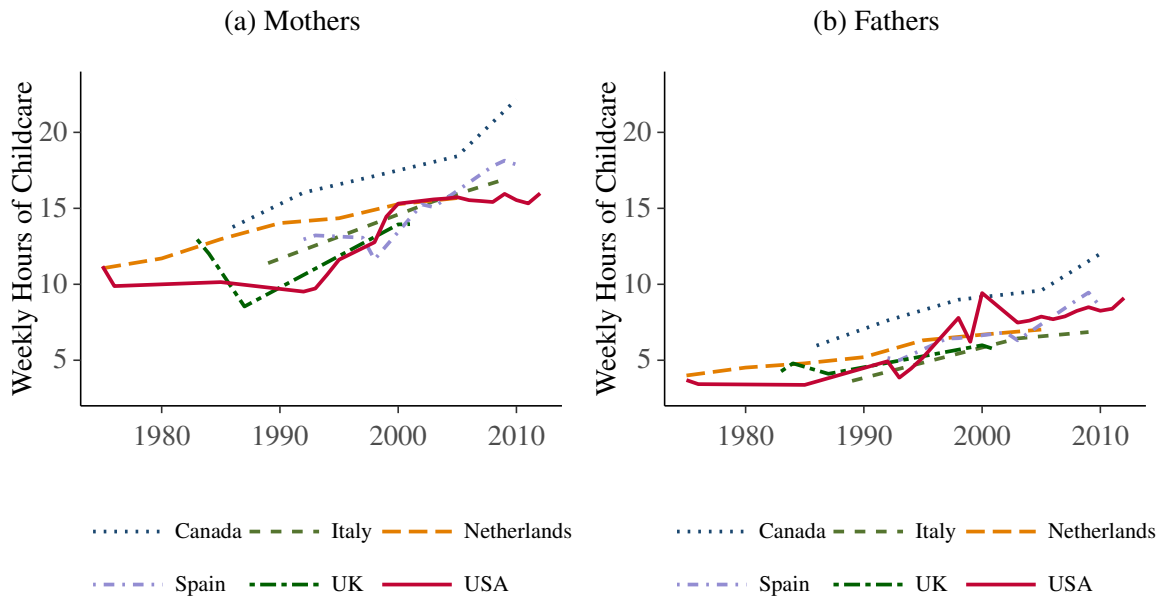 (a) Mothers
Weekly Hours of Childcare
20
15
10
5
1980 1990 2000 2010
Canada Italy Netherlands
Spain UK USA
(b) Fathers
Weekly Hours of Childcare
20
15
10
5
1980 1990 2000 2010
Canada Italy Netherlands
Spain UK USA